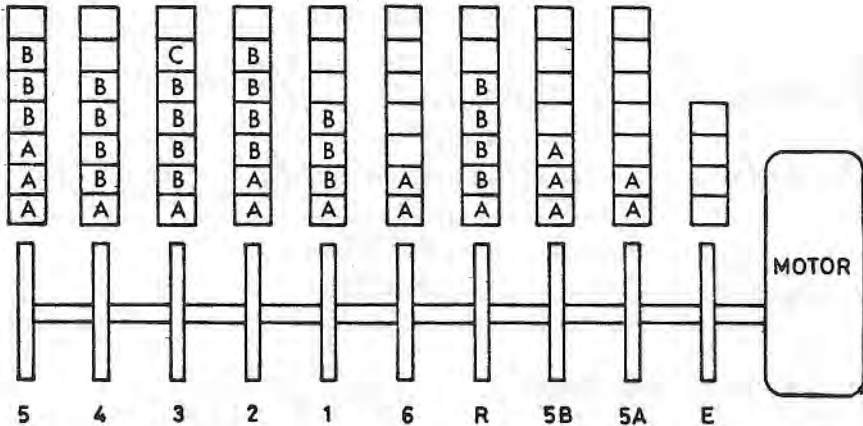 B C B
B B B B B
B B B B B B
A B B B B B A
A B B A B A B A A
A A A A A A A A A
MOTOR
5 4 3 2 1 6 R 5B 5A E